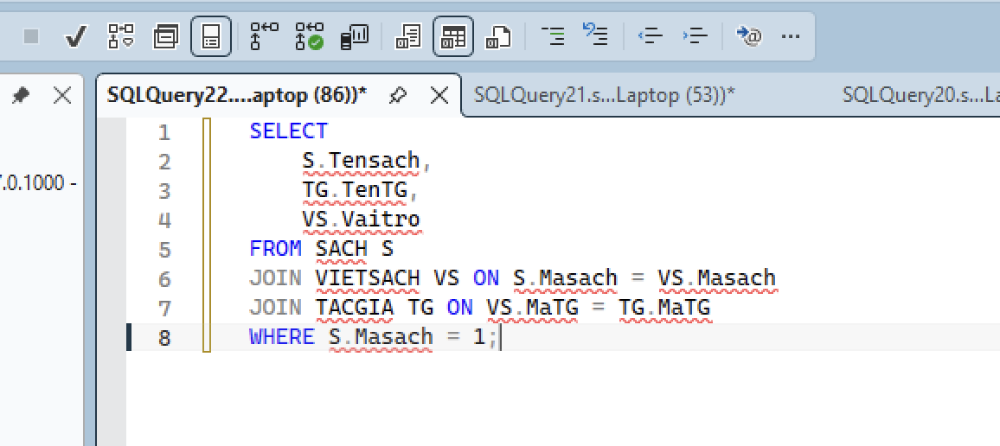 SQLQuery22....aptop (86))* SQLQuery21.s...Laptop (53))* SQLQuery20.s...La
7.0.1000 -
1 SELECT
2 S.Tensach,
3 TG.TenTG,
4 VS.Vaitro
5 FROM SACH S
6 JOIN VIETSACH VS ON S.Masach = VS.Masach
7 JOIN TACGIA TG ON VS.MaTG = TG.MaTG
8 WHERE S.Masach = 1;